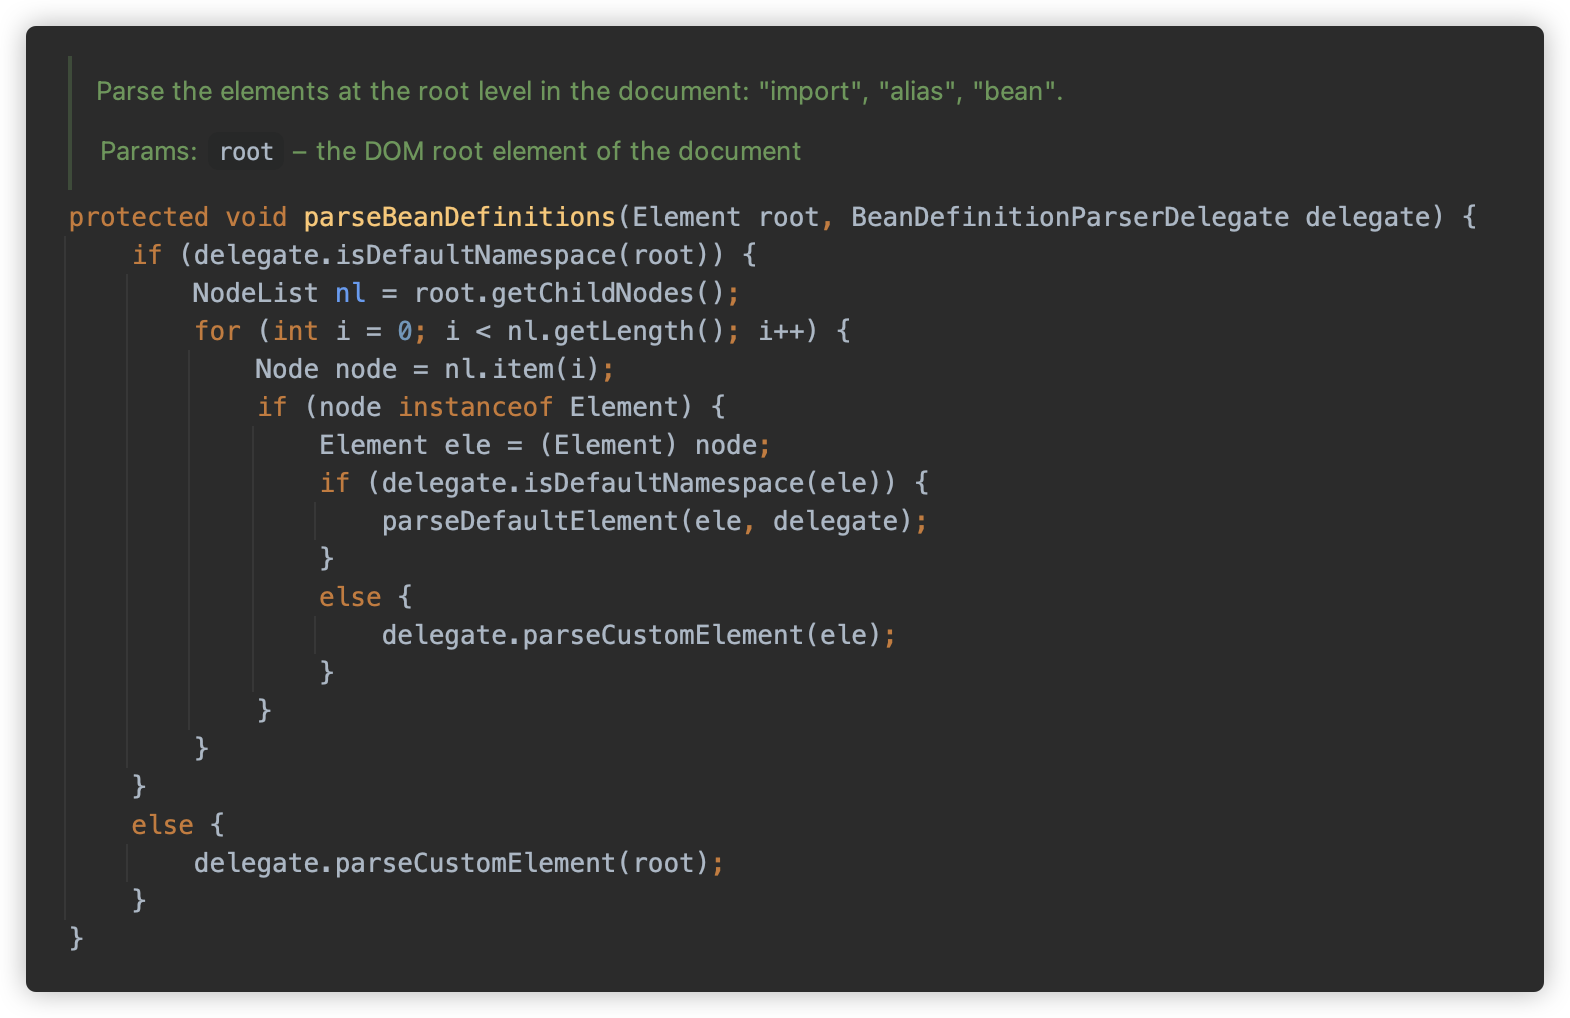 Parse the elements at the root level in the document: "import", "alias", "bean".
Params: root – the DOM root element of the document
protected void parseBeanDefinitions(Element root, BeanDefinitionParserDelegate delegate) {
    if (delegate.isDefaultNamespace(root)) {
        NodeList nl = root.getChildNodes();
        for (int i = 0; i < nl.getLength(); i++) {
            Node node = nl.item(i);
            if (node instanceof Element) {
                Element ele = (Element) node;
                if (delegate.isDefaultNamespace(ele)) {
                    parseDefaultElement(ele, delegate);
                }
                else {
                    delegate.parseCustomElement(ele);
                }
            }
        }
    }
    else {
        delegate.parseCustomElement(root);
    }
}